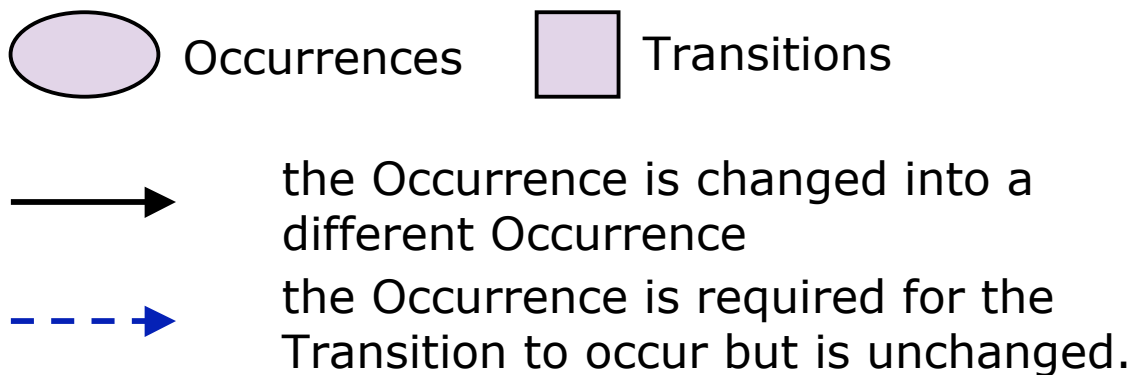 Occurrences
Transitions
the Occurrence is changed into a
different Occurrence
the Occurrence is required for the
Transition to occur but is unchanged.